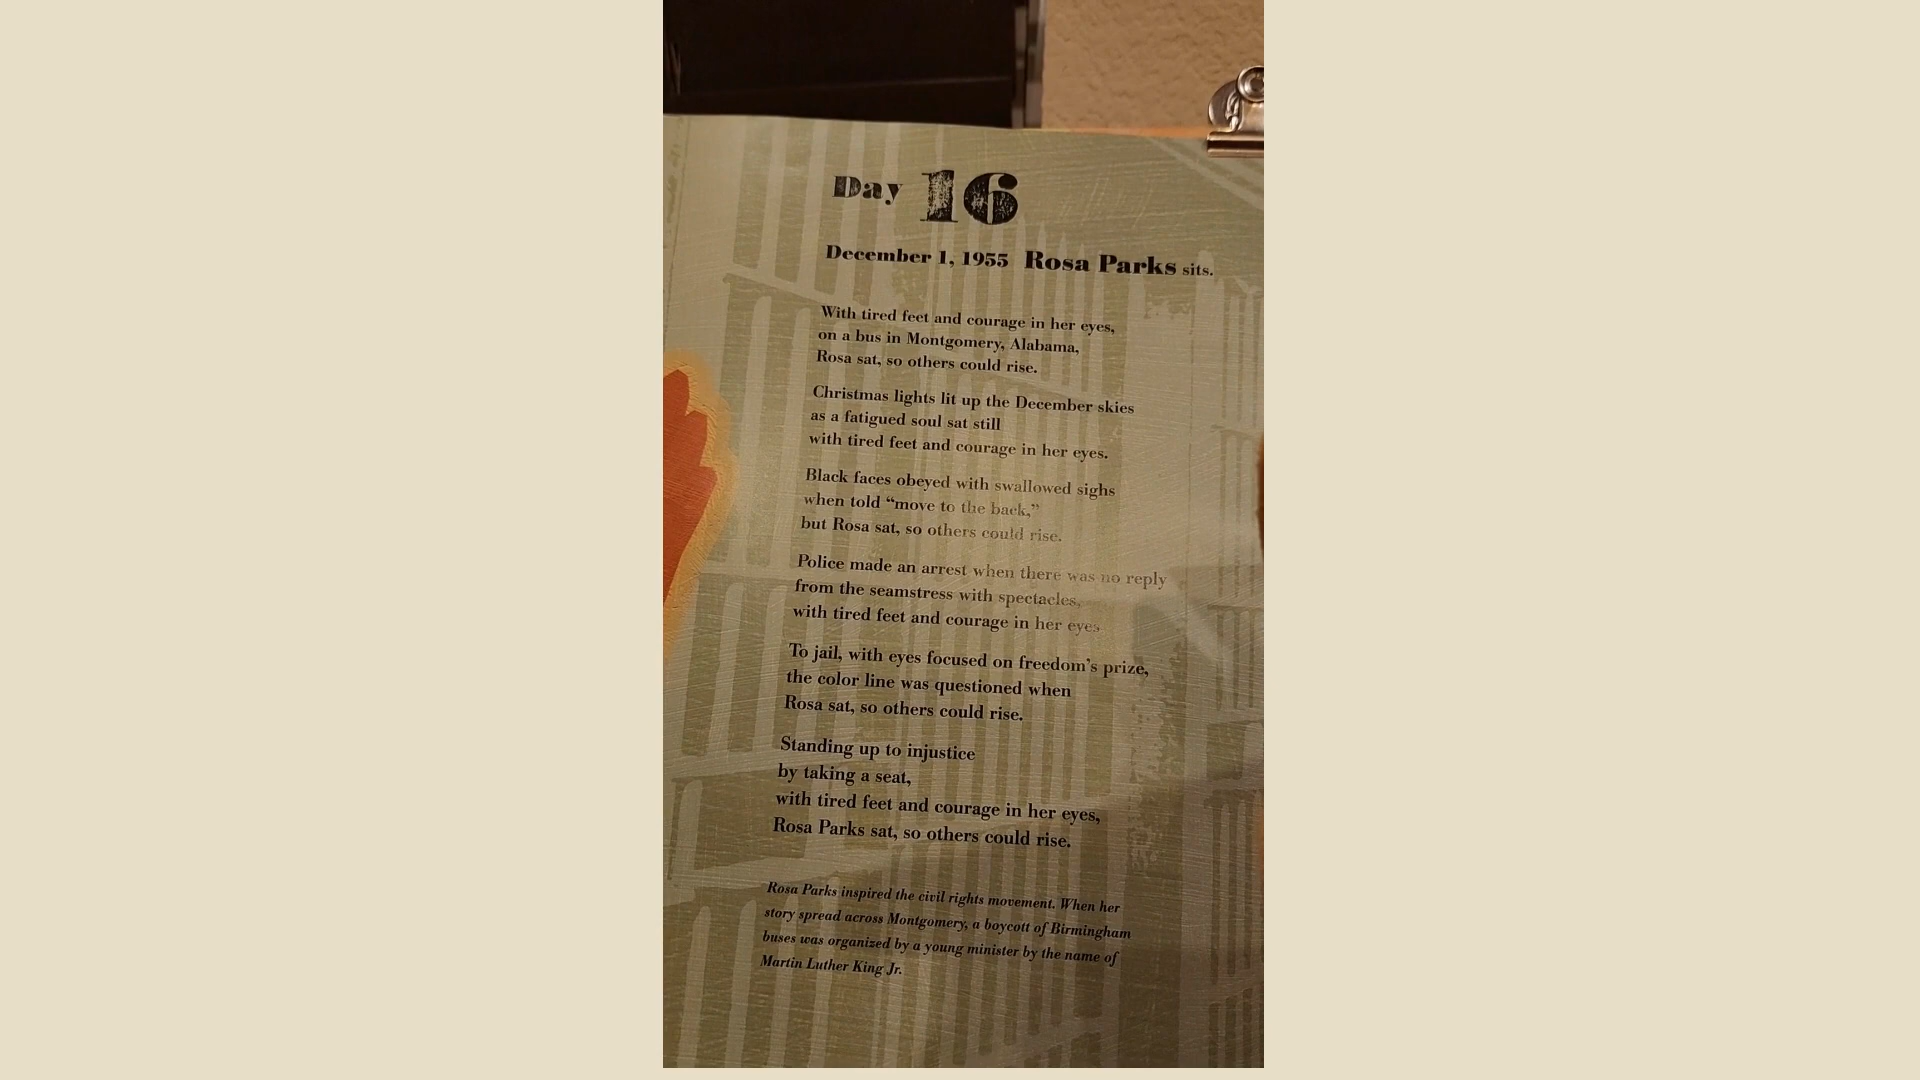 Day 16
December 1, 1955 Rosa Parks sits.
With tired feet and courage in her eyes,
on a bus in Montgomery, Alabama,
Rosa sat, so others could rise.
Christmas lights lit up the December skies
as a fatigued soul sat still
with tired feet and courage in her eyes.
Black faces obeyed with swallowed sighs
when told “move to the back,”
but Rosa sat, so others could rise.
Police made an arrest when there was no reply
from the seamstress with spectacles,
with tired feet and courage in her eyes
To jail, with eyes focused on freedom’s prize,
the color line was questioned when
Rosa sat, so others could rise.
Standing up to injustice
by taking a seat,
with tired feet and courage in her eyes,
Rosa Parks sat, so others could rise.
Rosa Parks inspired the civil rights movement. When her
story spread across Montgomery, a boycott of Birmingham
buses was organized by a young minister by the name of
Martin Luther King Jr.